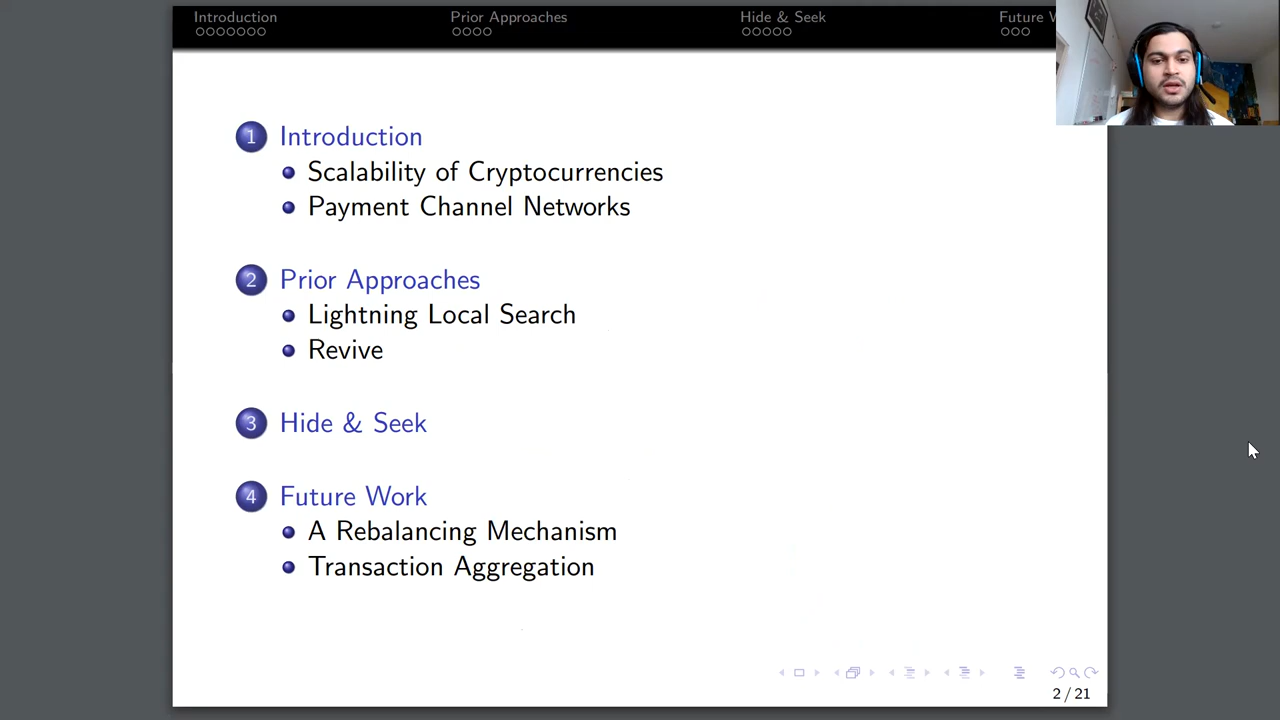 Introduction Prior Approaches Hide & Seek Future
1 Introduction
Scalability of Cryptocurrencies
Payment Channel Networks
2 Prior Approaches
Lightning Local Search
Revive
3 Hide & Seek
4 Future Work
A Rebalancing Mechanism
Transaction Aggregation
2 / 21